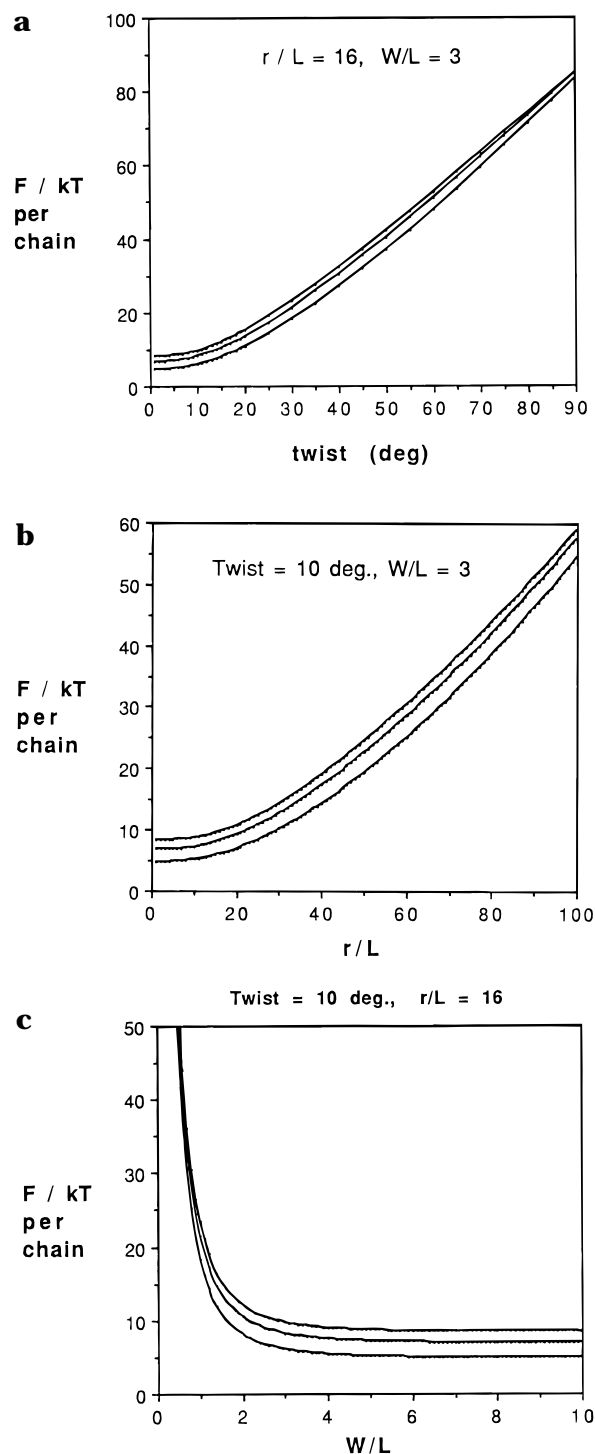 a
r / L = 16, W/L = 3
F / kT
per
chain
100
80
60
40
20
0
0 10 20 30 40 50 60 70 80 90
twist (deg)
b
Twist = 10 deg., W/L = 3
F / kT
per
chain
60
50
40
30
20
10
0
0 20 40 60 80 100
r/L
Twist = 10 deg., r/L = 16
c
F / kT
per
chain
50
40
30
20
10
0
0 2 4 6 8 10
W/L